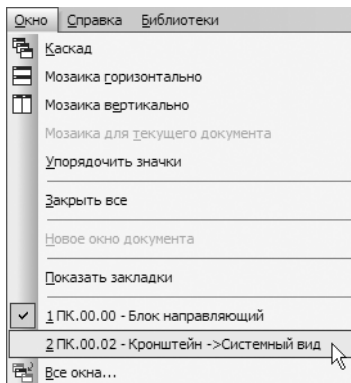 Окно Справка Библиотеки
Каскад
Мозаика горизонтально
Мозаика вертикально
Мозаика для текущего документа
Упорядочить значки
Закрыть все
Новое окно документа
Показать закладки
1 ПК.00.00 - Блок направляющий
2 ПК.00.02 - Кронштейн ->Системный вид
Все окна...